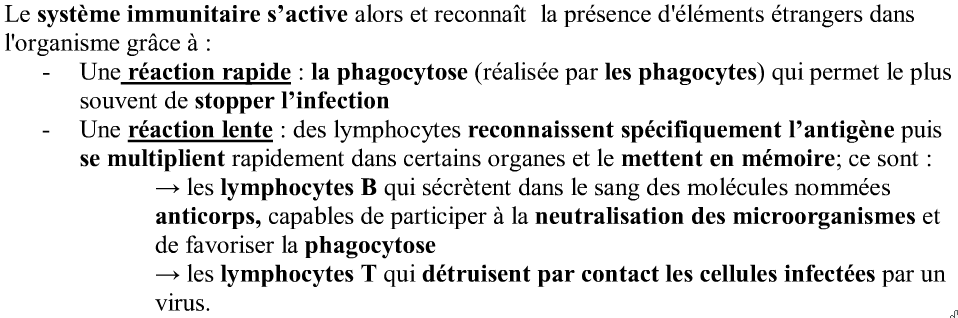 Le système immunitaire s’active alors et reconnaît la présence d'éléments étrangers dans
l'organisme grâce à :
- Une réaction rapide : la phagocytose (réalisée par les phagocytes) qui permet le plus
souvent de stopper l’infection
- Une réaction lente : des lymphocytes reconnaissent spécifiquement l’antigène puis
se multiplient rapidement dans certains organes et le mettent en mémoire; ce sont :
→ les lymphocytes B qui sécrètent dans le sang des molécules nommées
anticorps, capables de participer à la neutralisation des microorganismes et
de favoriser la phagocytose
→ les lymphocytes T qui détruisent par contact les cellules infectées par un
virus.